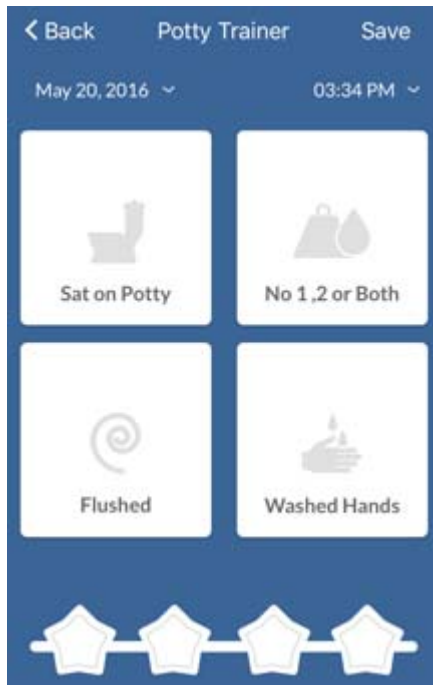 Back Potty Trainer Save
May 20, 2016 03:34 PM
Sat on Potty No 1 ,2 or Both
Flushed Washed Hands